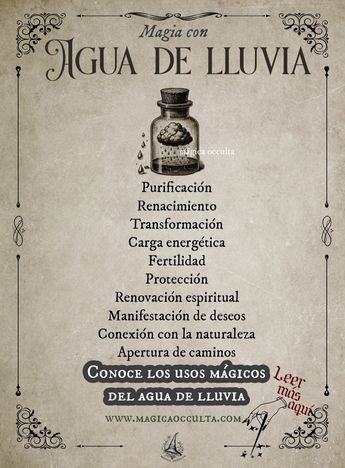 Magia con
AGUA DE LLUVIA
mágica occulta
Purificación
Renacimiento
Transformación
Carga energética
Fertilidad
Protección
Renovación espiritual
Manifestación de deseos
Conexión con la naturaleza
Apertura de caminos
CONOCE LOS USOS MÁGICOS
DEL AGUA DE LLUVIA
Leer
más
aquí
WWW.MAGICAOCCULTA.COM